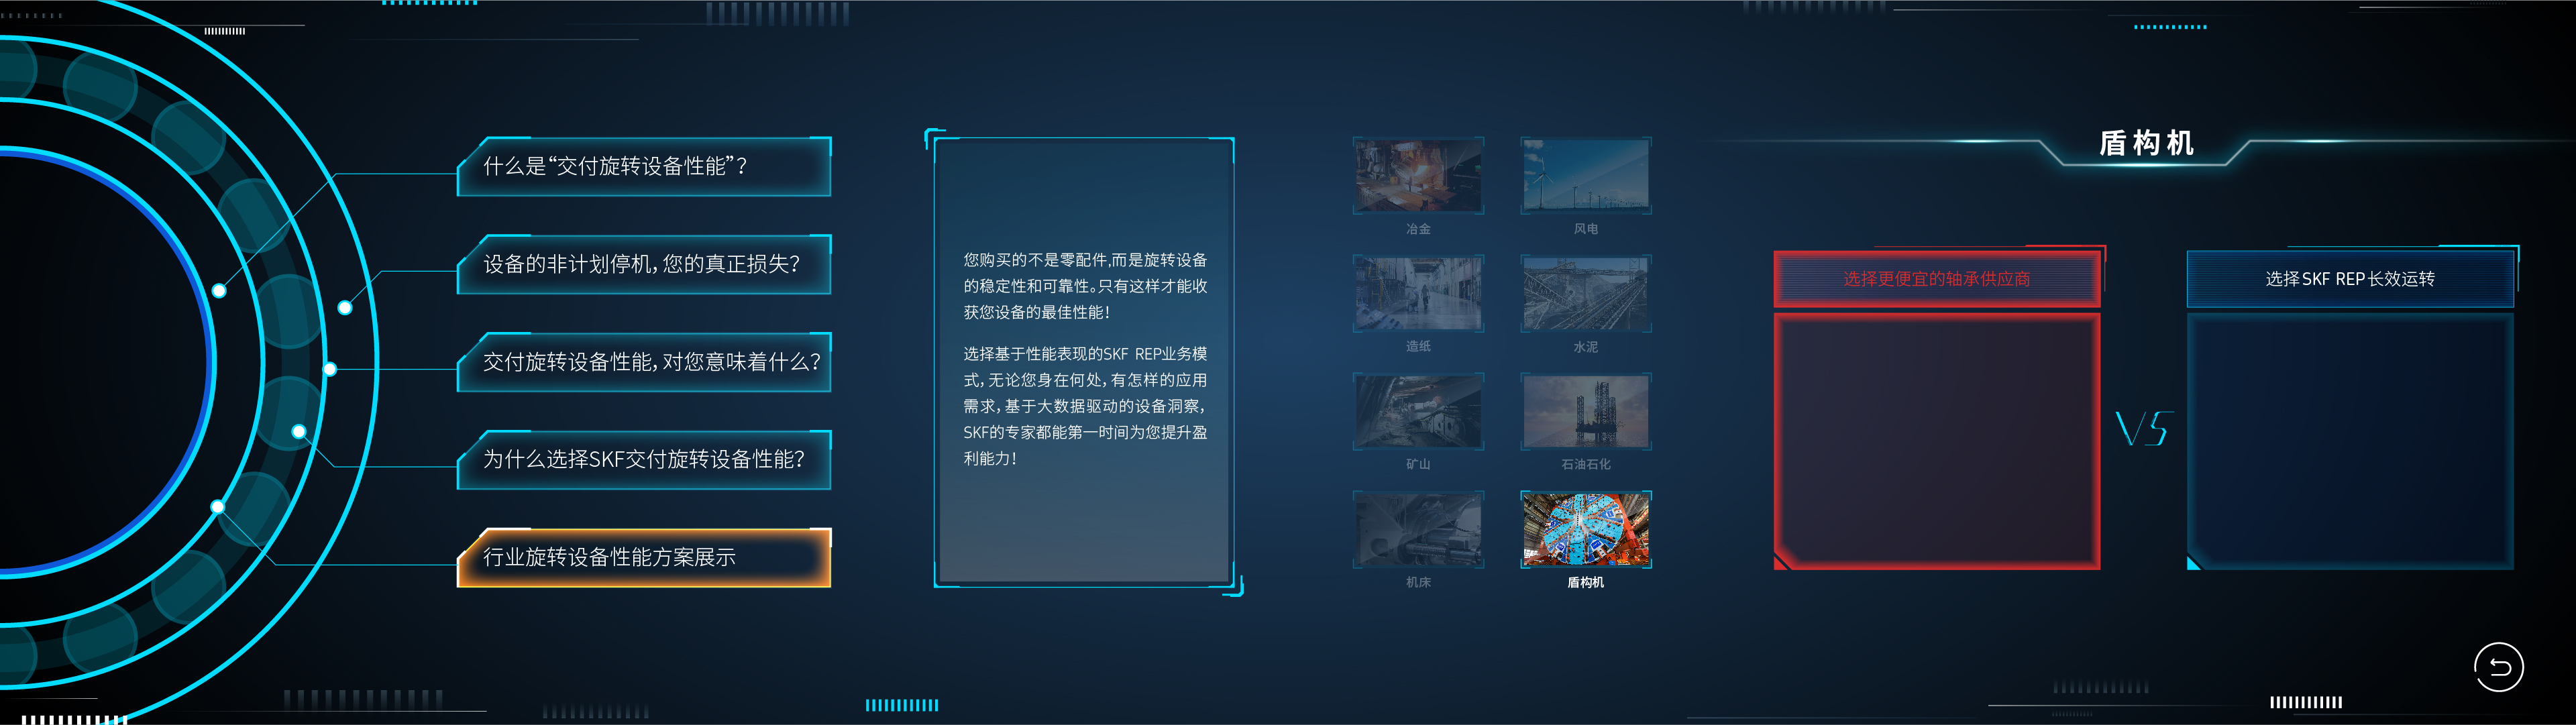 什么是“交付旋转设备性能”？
设备的非计划停机，您的真正损失？
交付旋转设备性能，对您意味着什么？
为什么选择SKF交付旋转设备性能？
行业旋转设备性能方案展示
您购买的不是零配件,而是旋转设备
的稳定性和可靠性。只有这样才能收
获您设备的最佳性能！
选择基于性能表现的SKF REP业务模
式，无论您身在何处，有怎样的应用
需求，基于大数据驱动的设备洞察，
SKF的专家都能第一时间为您提升盈
利能力！
冶金
风电
造纸
水泥
矿山
石油石化
机床
盾构机
盾构机
选择更便宜的轴承供应商
VS
选择SKF REP长效运转